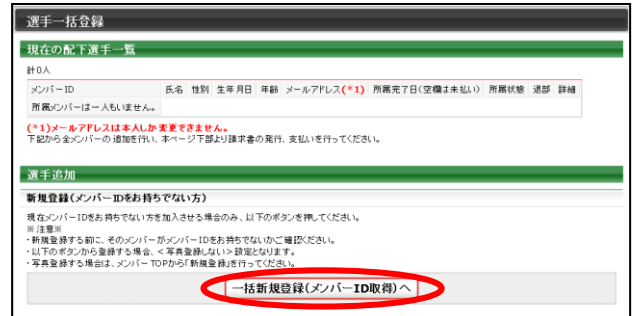 選手一括登録
現在の配下選手一覧
計0人
メンバーID 氏名 性別 生年月日 年齢 メールアドレス(*1) 所属完了日(空欄は未払い) 所属状態 退部 詳細
所属メンバーは一人もいません。
(*1)メールアドレスは本人しか変更できません。
下記から全メンバーの追加を行い、本ページ下部より請求書の発行、支払いを行ってください。
選手追加
新規登録(メンバーIDをお持ちでない方)
現在メンバーIDをお持ちでない方を加入させる場合のみ、以下のボタンを押してください。
※注意※
・新規登録する前に、そのメンバーがメンバーIDをお持ちでないかご確認ください。
・以下のボタンから登録する場合、<写真登録しない>設定となります。
・写真登録する場合は、メンバーTOPから「新規登録」を行ってください。
一括新規登録(メンバーID取得)へ